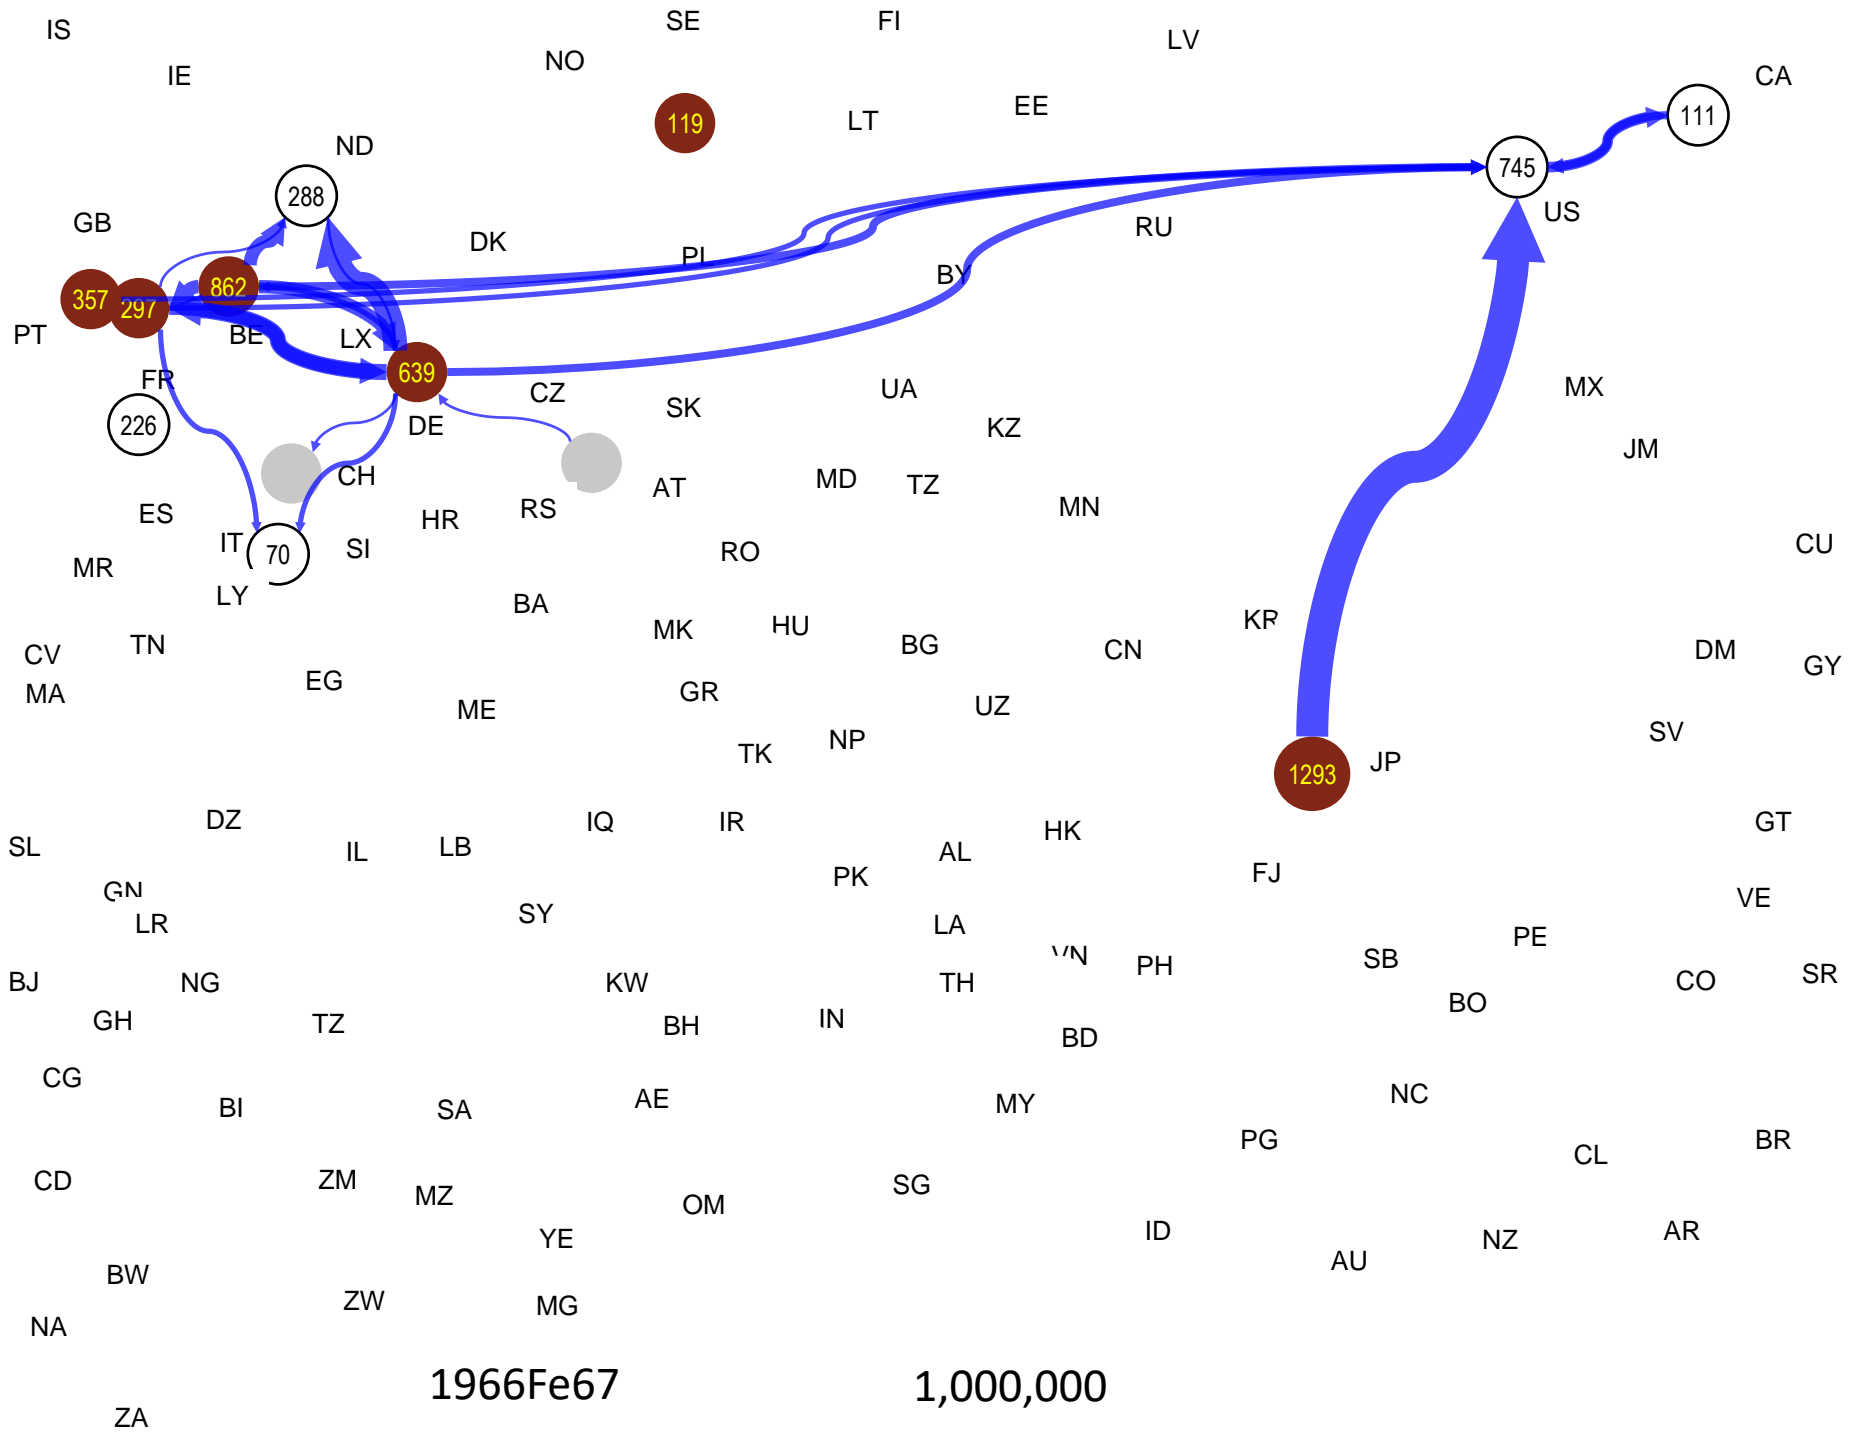 IS
SE
FI
LV
NO
IE
CA
EE
111
LT
119
ND
745
288
US
GB
RU
DK
PL
BY
862
357
297
PT
BE
LX
639
FR
CZ
UA
MX
SK
226
DE
KZ
JM
CH
MD
TZ
AT
MN
ES
RS
HR
IT
70
SI
RO
CU
MR
LY
BA
MK
HU
KR
TN
BG
CN
DM
CV
GY
MA
EG
GR
ME
UZ
SV
TK
NP
JP
1293
DZ
IQ
IR
HK
GT
SL
IL
LB
AL
PK
FJ
GN
VE
LR
SY
LA
PE
VN
PH
SB
BJ
NG
KW
TH
CO
SR
BO
GH
TZ
BH
IN
BD
CG
BI
SA
AE
MY
NC
PG
BR
CL
CD
ZM
MZ
SG
OM
YE
ID
NZ
AR
AU
BW
ZW
MG
NA
1966Fe67
1,000,000
ZA